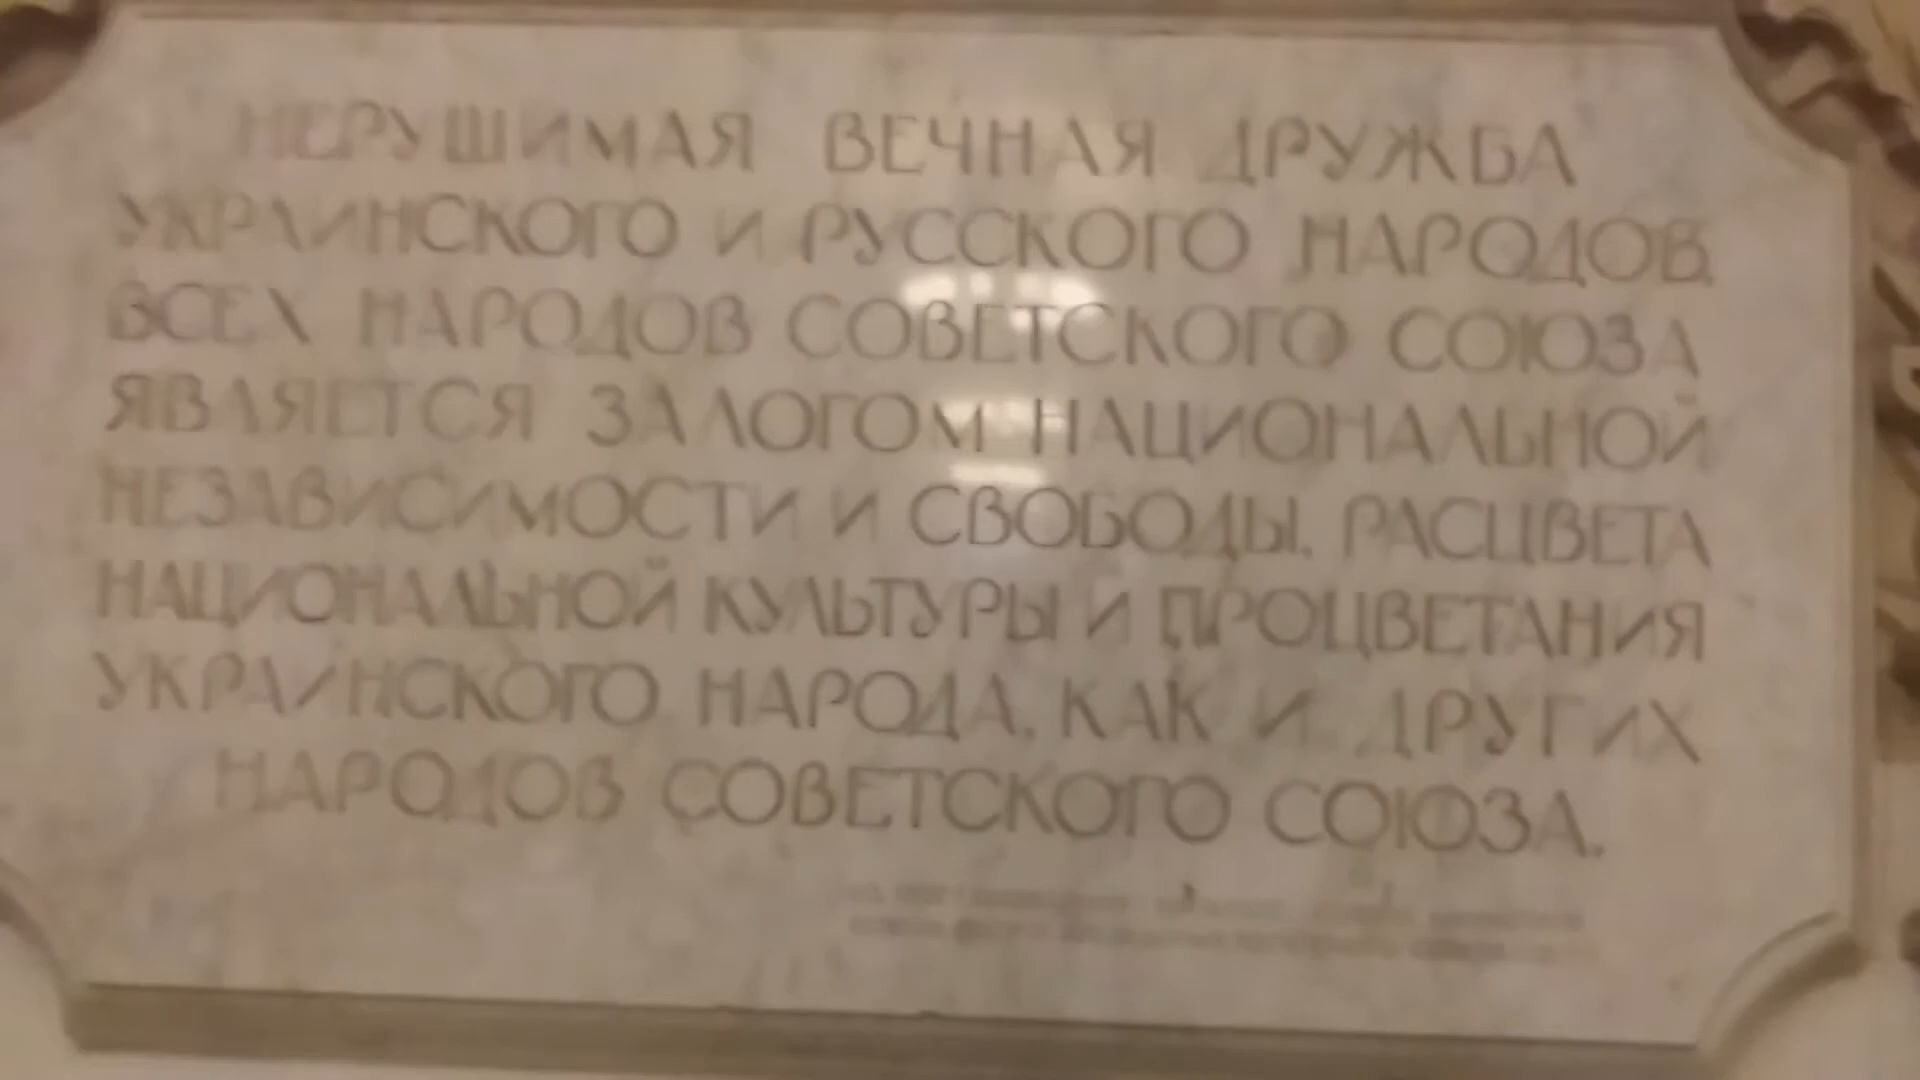 НЕРУШИМАЯ ВЕЧНАЯ ДРУЖБА
УКРАИНСКОГО И РУССКОГО НАРОДОВ,
ВСЕХ НАРОДОВ СОВЕТСКОГО СОЮЗА
ЯВЛЯЕТСЯ ЗАЛОГОМ НАЦИОНАЛЬНОЙ
НЕЗАВИСИМОСТИ И СВОБОДЫ, РАСЦВЕТА
НАЦИОНАЛЬНОЙ КУЛЬТУРЫ И ПРОЦВЕТАНИЯ
УКРАИНСКОГО НАРОДА, КАК И ДРУГИХ
НАРОДОВ СОВЕТСКОГО СОЮЗА.